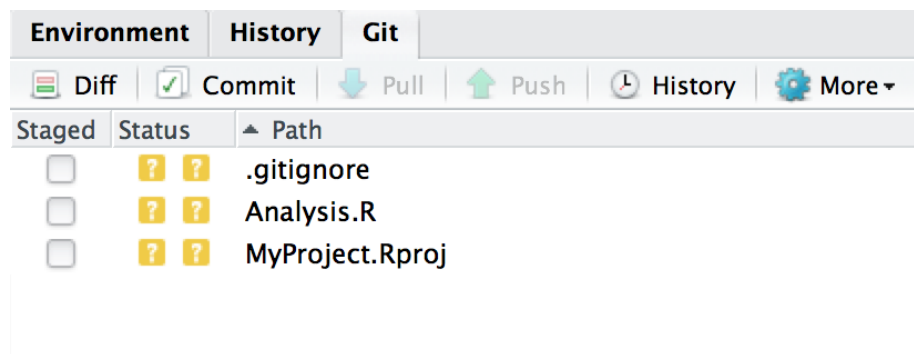 Environment History Git
Diff Commit Pull Push History More
Staged Status Path
? ? .gitignore
? ? Analysis.R
? ? MyProject.Rproj